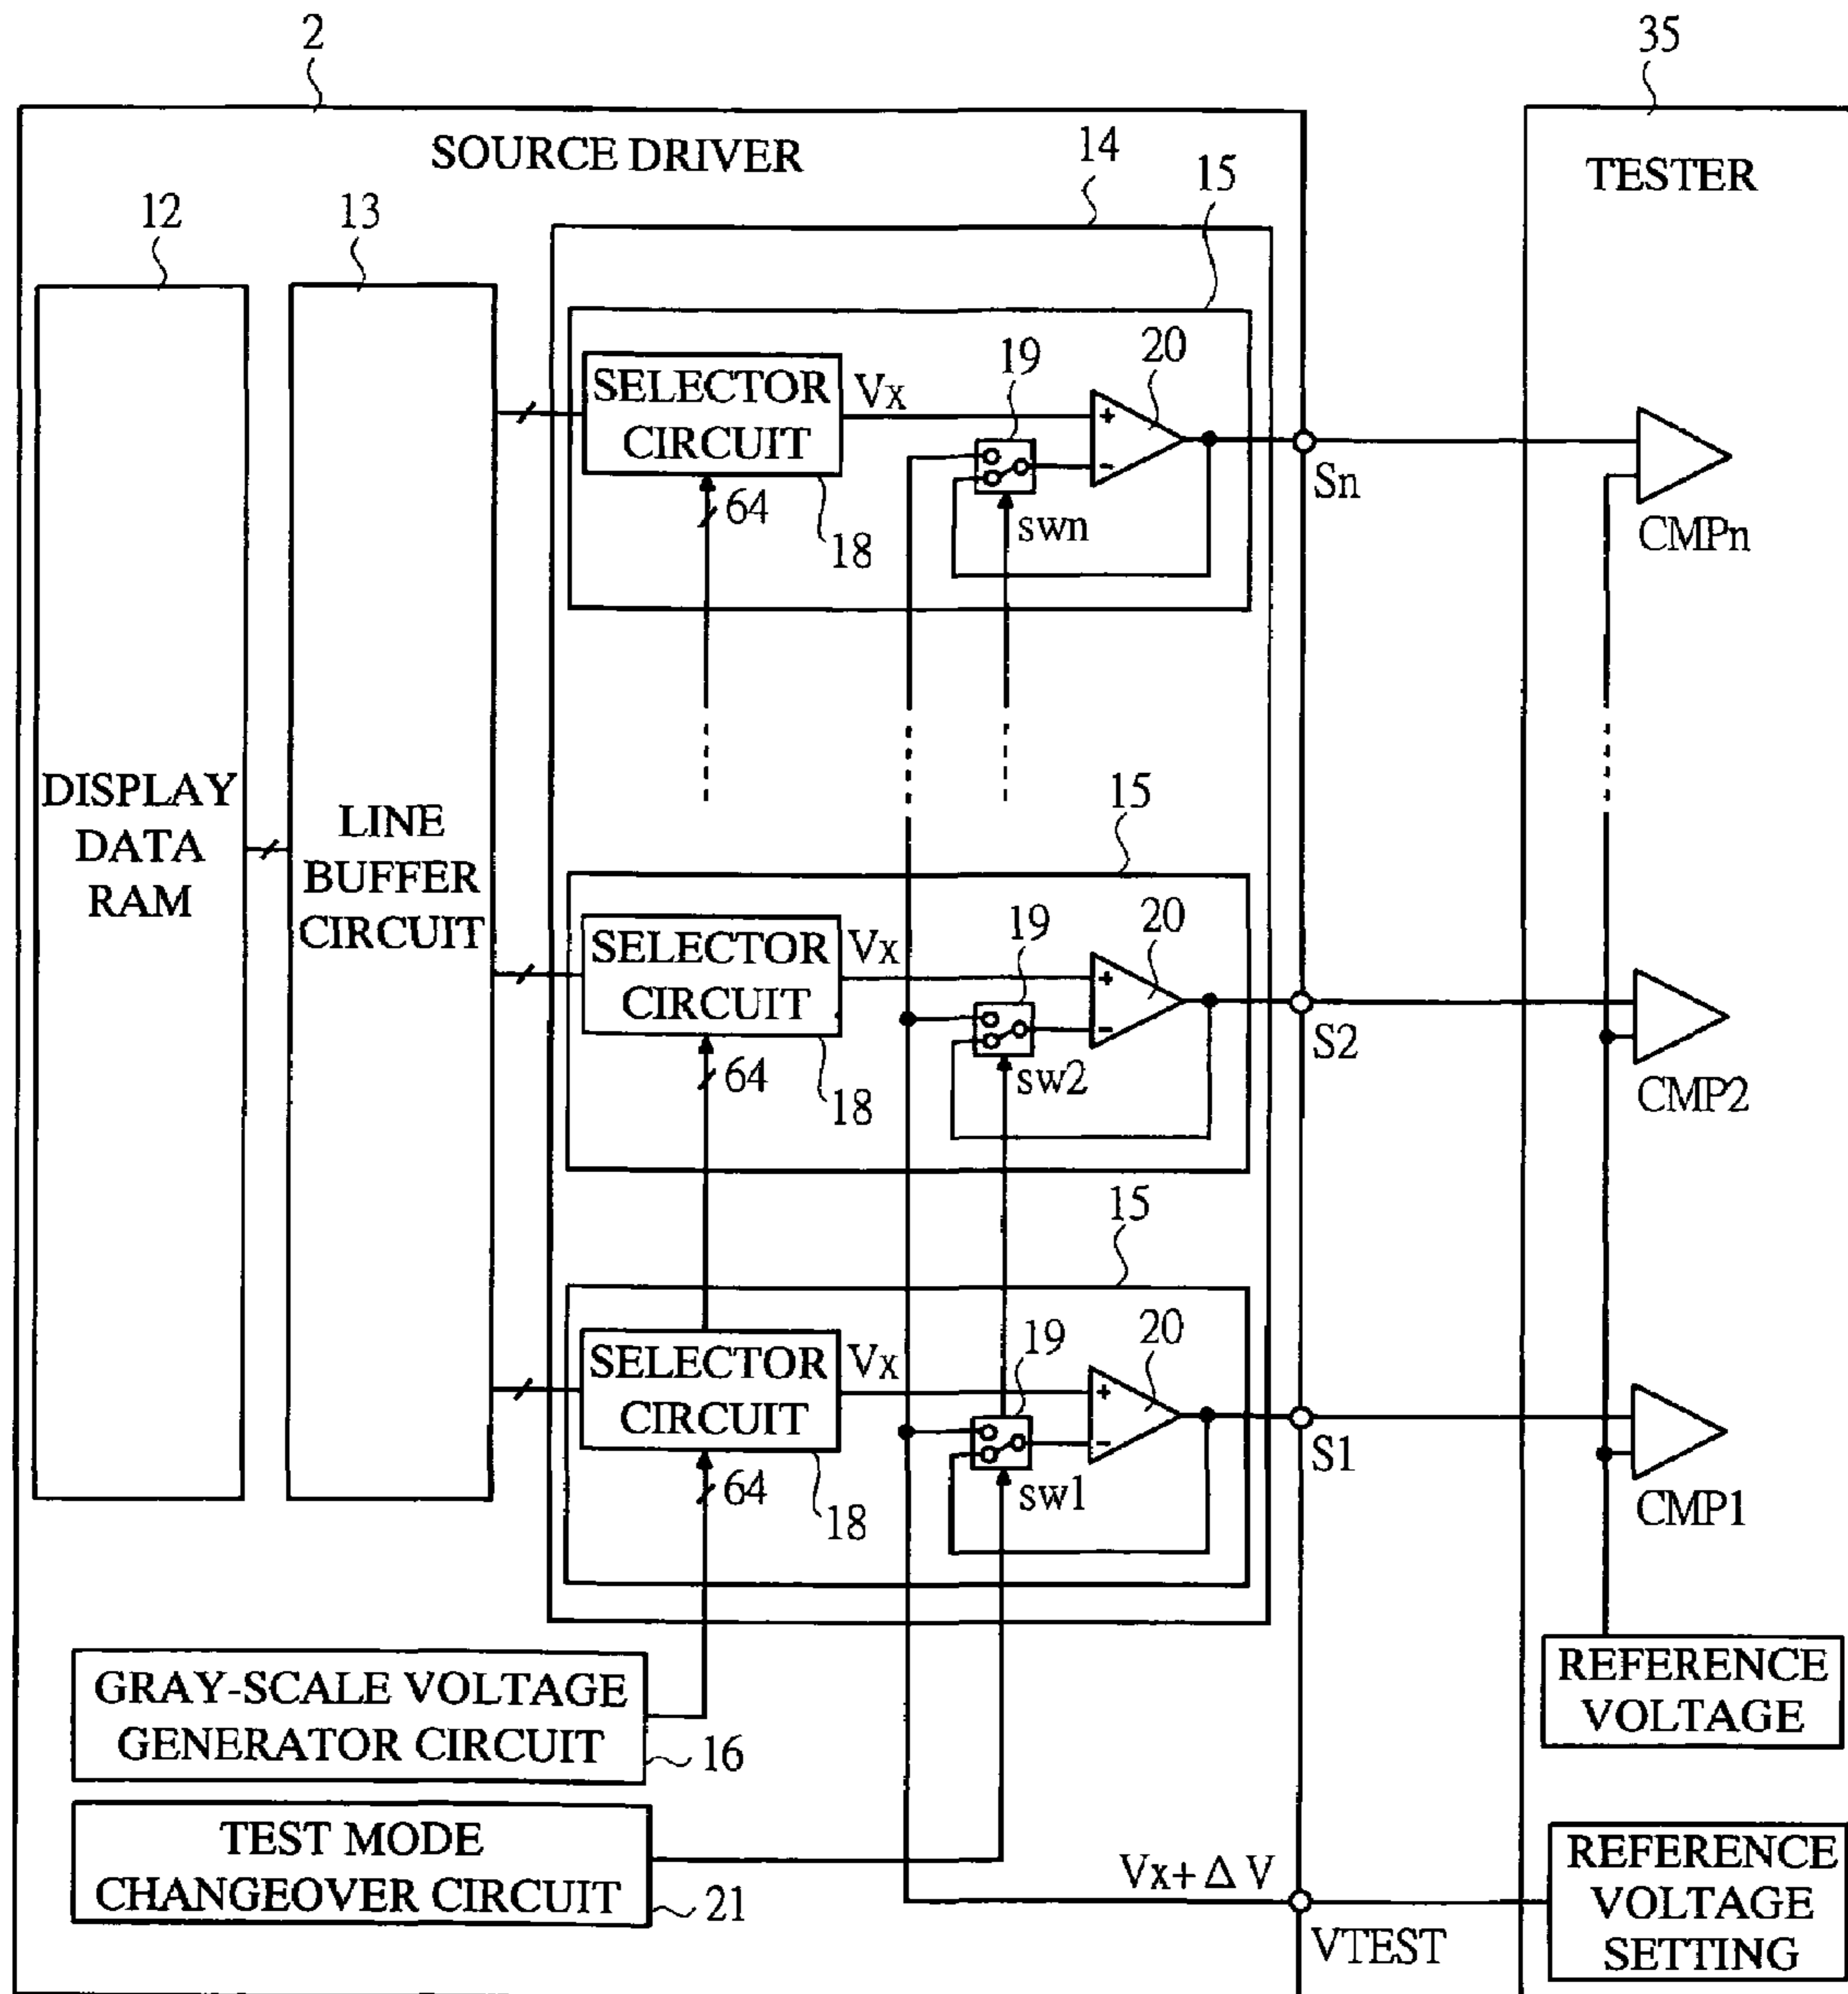 2
35
SOURCE DRIVER
TESTER
14
15
12
13
SELECTOR
CIRCUIT
Vx
19
20
+
-
64
18
swn
Sn
CMPn
DISPLAY
DATA
RAM
LINE
BUFFER
CIRCUIT
15
SELECTOR
CIRCUIT
Vx
19
20
+
-
64
18
sw2
S2
CMP2
15
SELECTOR
CIRCUIT
Vx
19
20
+
-
64
18
sw1
S1
CMP1
GRAY-SCALE VOLTAGE
GENERATOR CIRCUIT
16
REFERENCE
VOLTAGE
TEST MODE
CHANGEOVER CIRCUIT
21
Vx+ΔV
VTEST
REFERENCE
VOLTAGE
SETTING